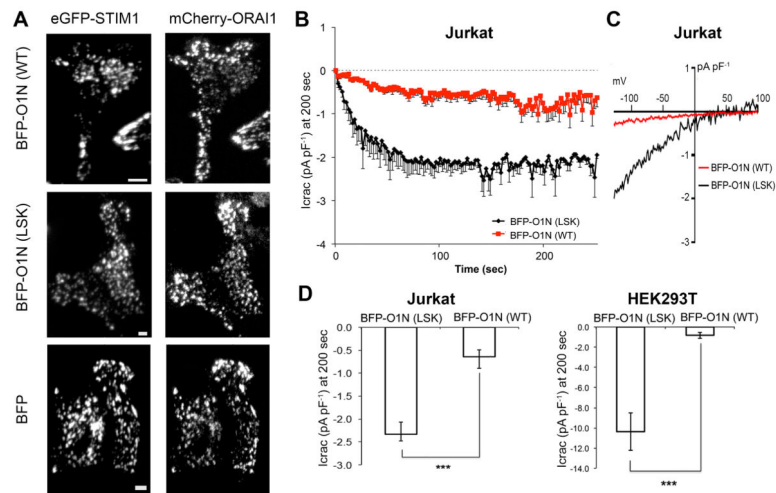 A
eGFP-STIM1
mCherry-ORAI1
BFP-O1N (WT)
BFP-O1N (LSK)
BFP
B
Jurkat
Icrac (pA pF⁻¹) at 200 sec
1
0
-1
-2
-3
-4
0
100
200
Time (sec)
BFP-O1N (LSK)
BFP-O1N (WT)
C
Jurkat
pA pF⁻¹
mV
1
-100
-50
0
50
100
-1
-2
-3
BFP-O1N (WT)
BFP-O1N (LSK)
D
Jurkat
BFP-O1N (LSK)
BFP-O1N (WT)
Icrac (pA pF⁻¹) at 200 sec
0.0
-0.5
-1.0
-1.5
-2.0
-2.5
-3.0
***
HEK293T
BFP-O1N (LSK)
BFP-O1N (WT)
Icrac (pA pF⁻¹) at 200 sec
0.0
-2.0
-4.0
-6.0
-8.0
-10.0
-12.0
-14.0
***